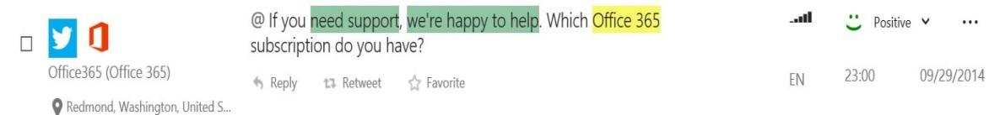 @ If you need support, we're happy to help. Which Office 365
subscription do you have?
Positive
Office365 (Office 365)
Reply Retweet Favorite
EN 23:00 09/29/2014
Redmond, Washington, United S...